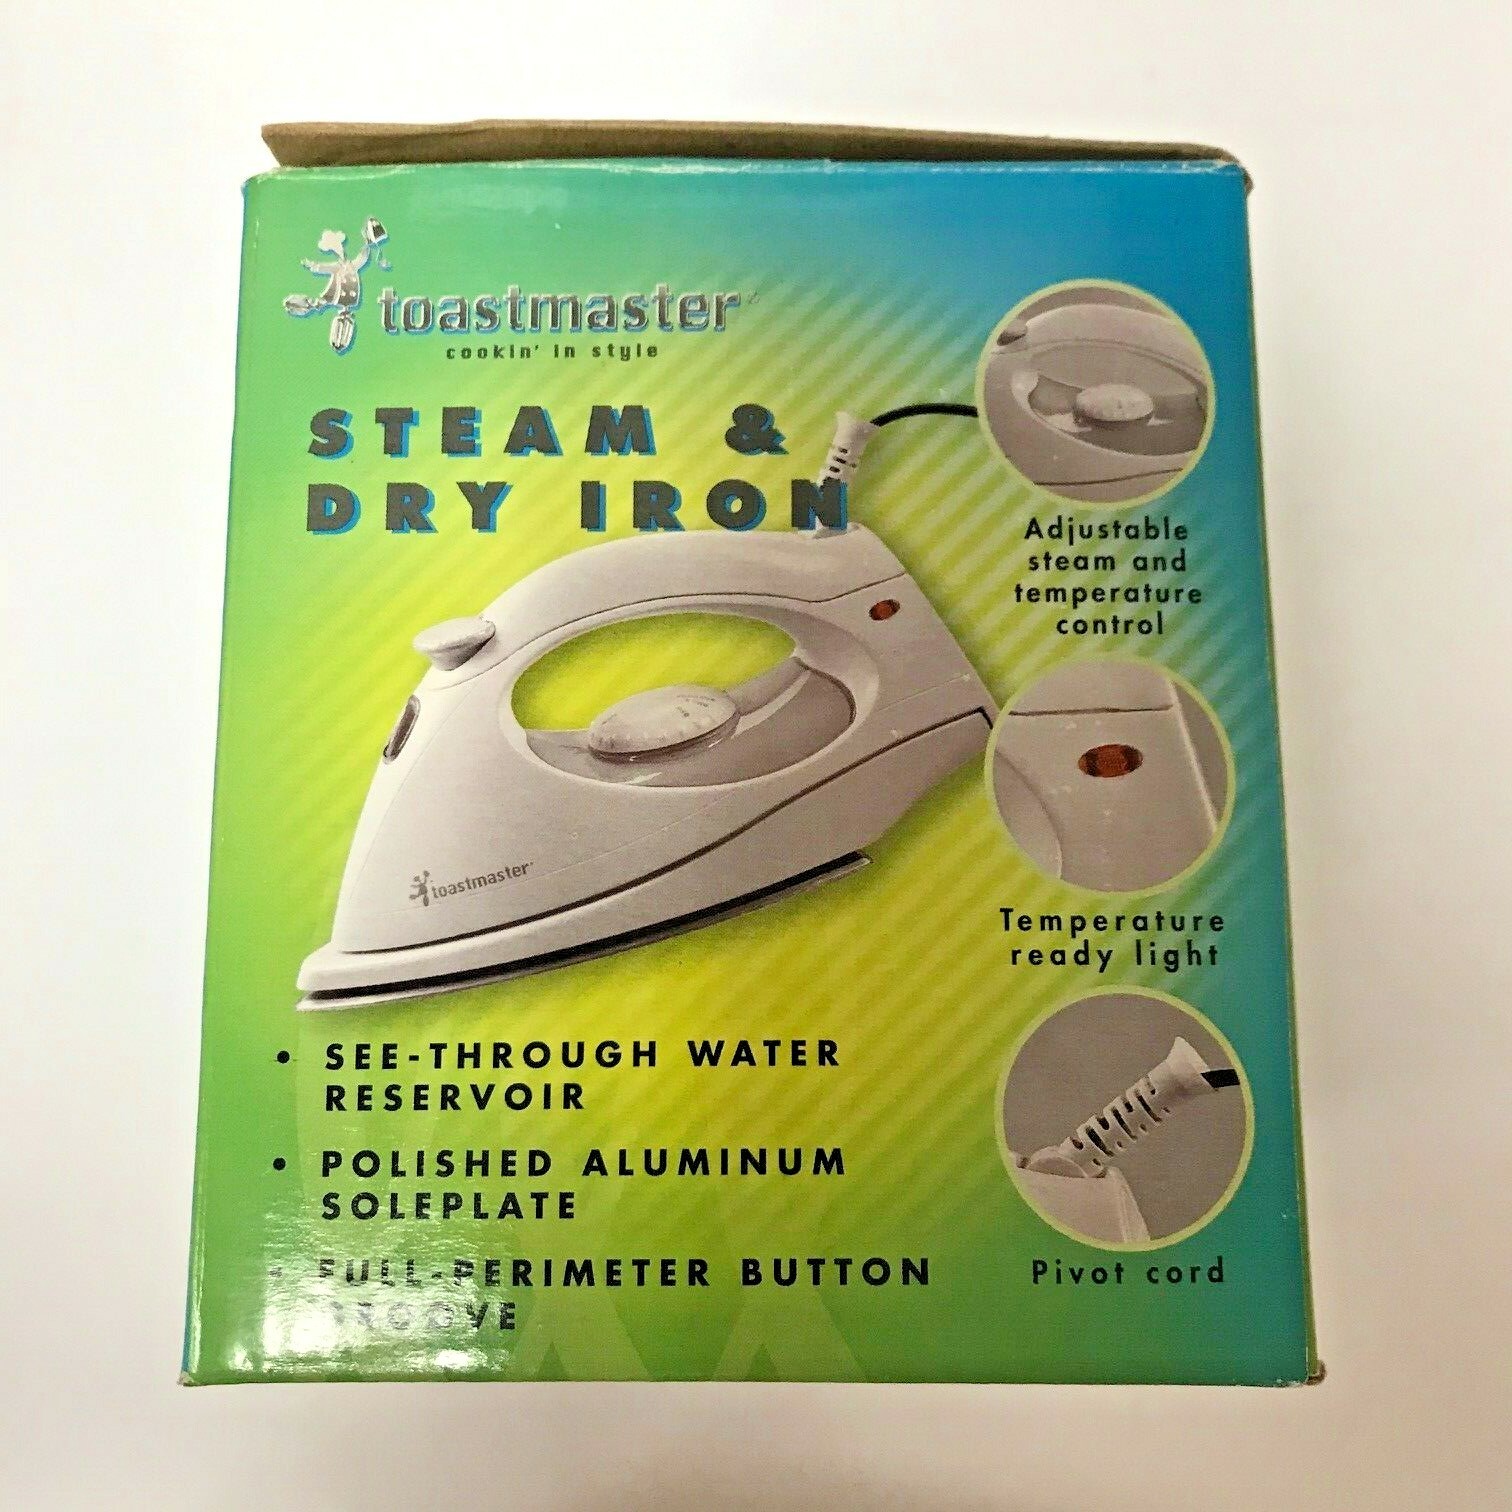 toastmaster
cookin' in style
STEAM &
DRY IRON
Adjustable
steam and
temperature
control
toastmaster
Temperature
ready light
• SEE-THROUGH WATER
RESERVOIR
• POLISHED ALUMINUM
SOLEPLATE
• FULL-PERIMETER BUTTON
GROOVE
Pivot cord